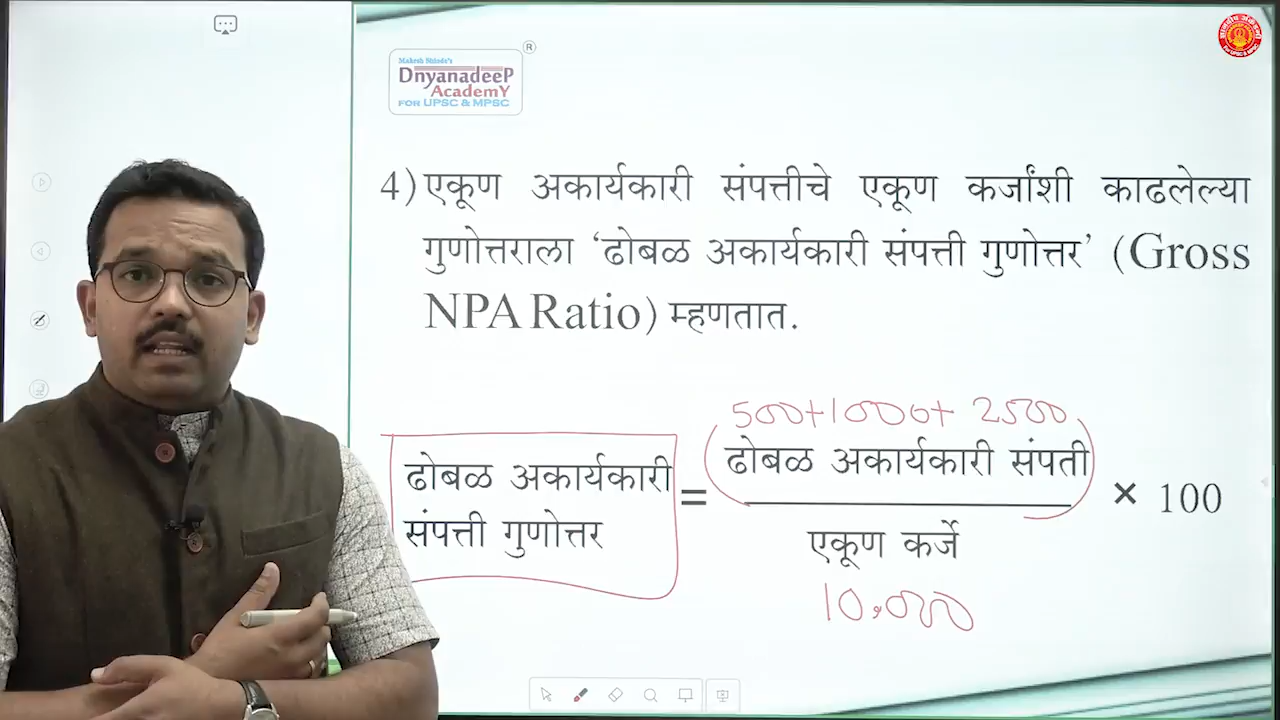 Mahesh Shinde's
DnyanadeeP
AcademY
FOR UPSC & MPSC
®
4) एकूण अकार्यकारी संपत्तीचे एकूण कर्जांशी काढलेल्या
गुणोत्तराला ‘ढोबळ अकार्यकारी संपत्ती गुणोत्तर’ (Gross
NPA Ratio) म्हणतात.
500+1000+ 2500
ढोबळ अकार्यकारी संपती
ढोबळ अकार्यकारी
संपत्ती गुणोत्तर
= × 100
एकूण कर्जे
10,000